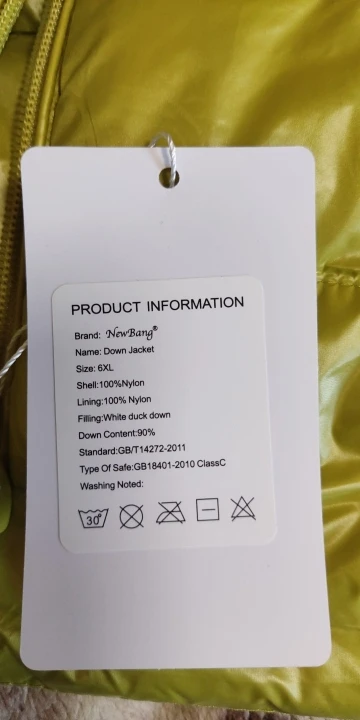 PRODUCT INFORMATION
Brand: NewBang®
Name: Down Jacket
Size: 6XL
Shell:100%Nylon
Lining:100% Nylon
Filling:White duck down
Down Content:90%
Standard:GB/T14272-2011
Type Of Safe:GB18401-2010 ClassC
Washing Noted:
30°